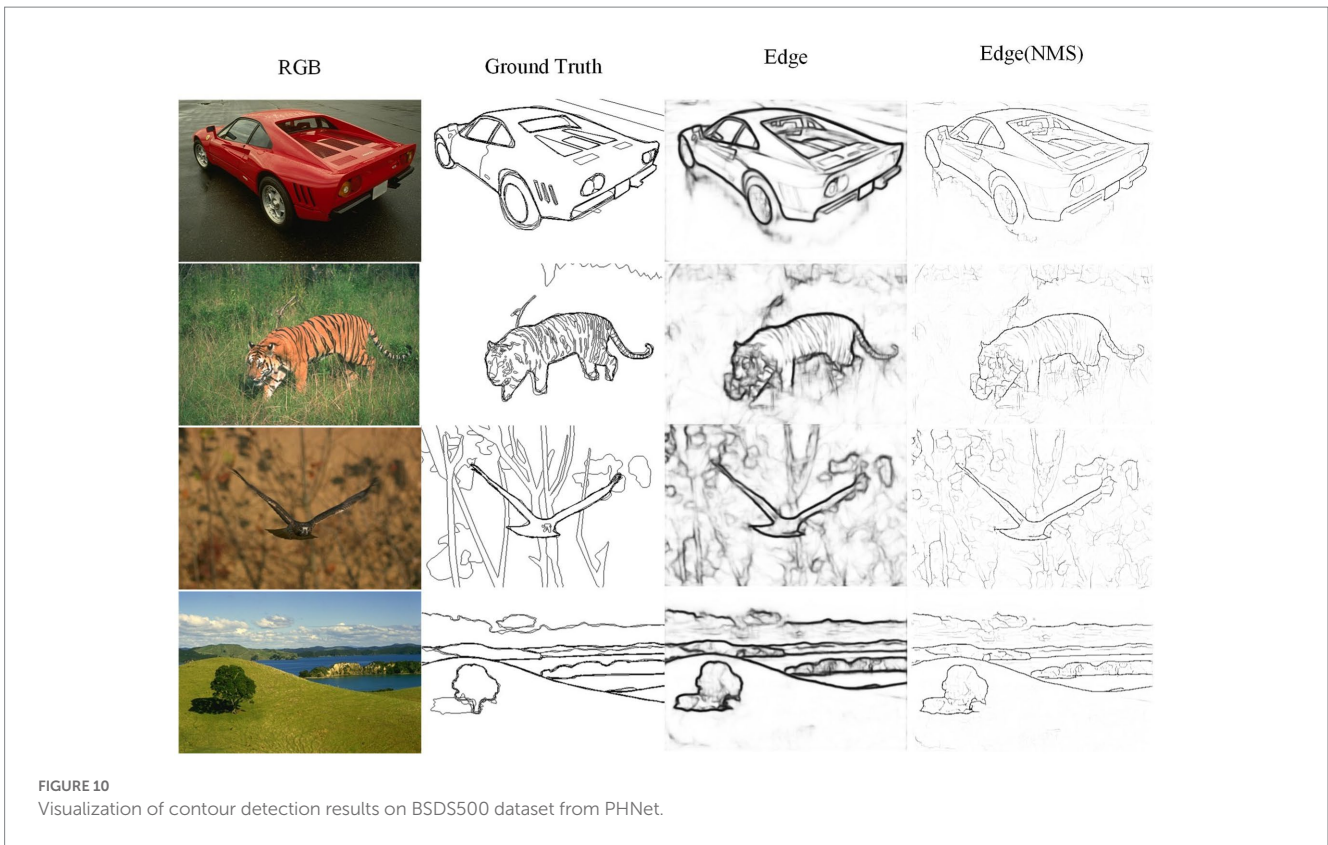 RGB
Ground Truth
Edge
Edge(NMS)
FIGURE 10
Visualization of contour detection results on BSDS500 dataset from PHNet.